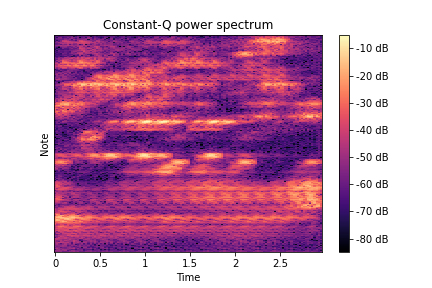 Constant-Q power spectrum
-10 dB
-20 dB
-30 dB
-40 dB
-50 dB
-60 dB
-70 dB
-80 dB
Note
0
0.5
1
1.5
2
2.5
Time